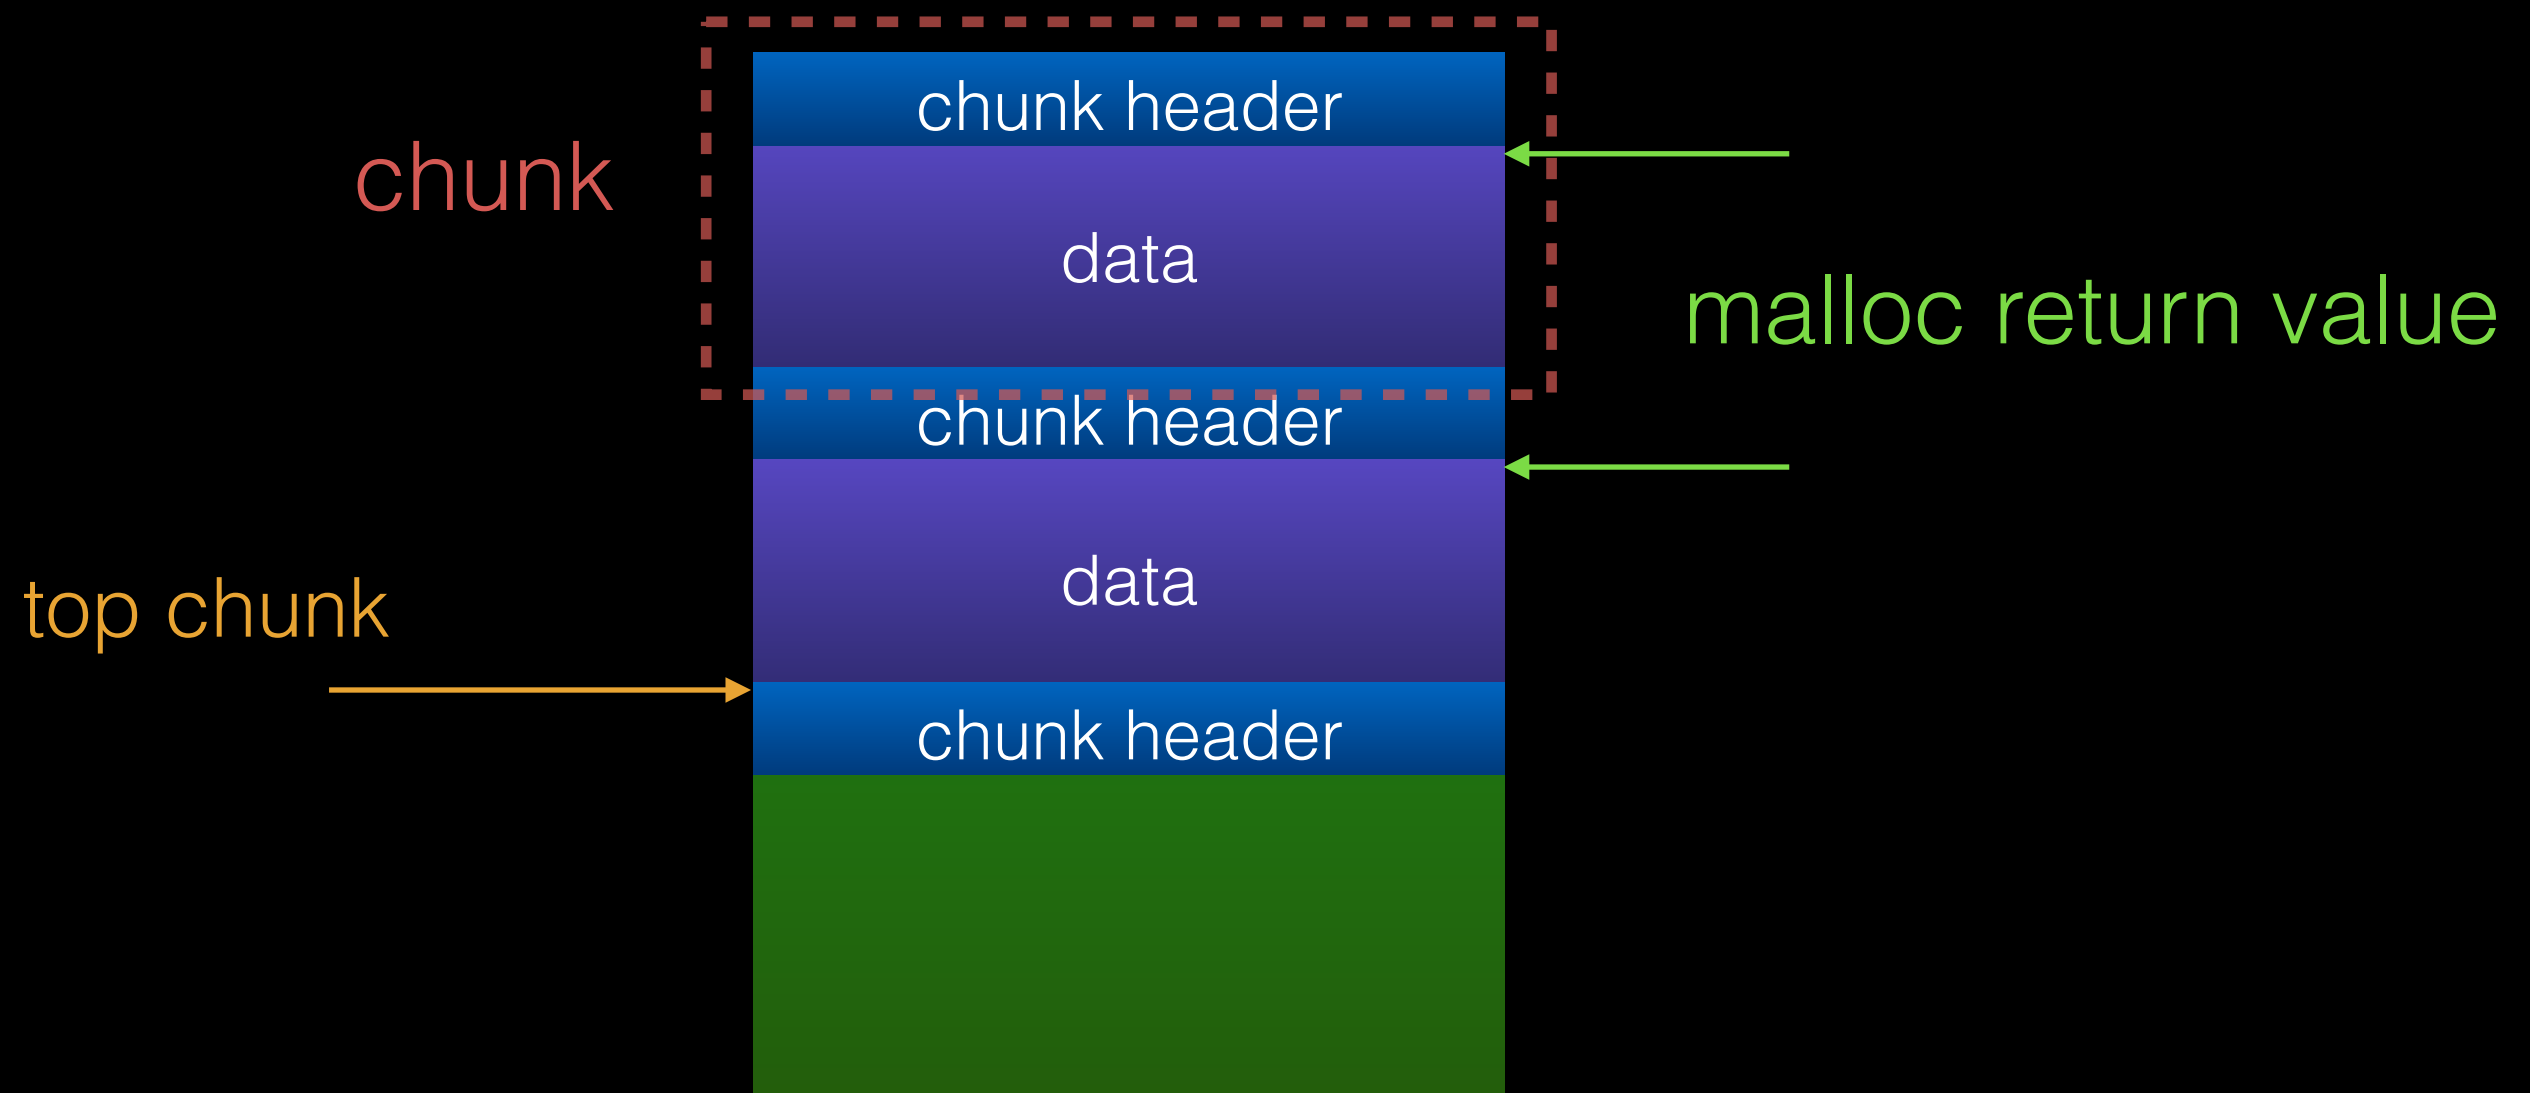 chunk header
chunk
data
malloc return value
chunk header
data
top chunk
chunk header